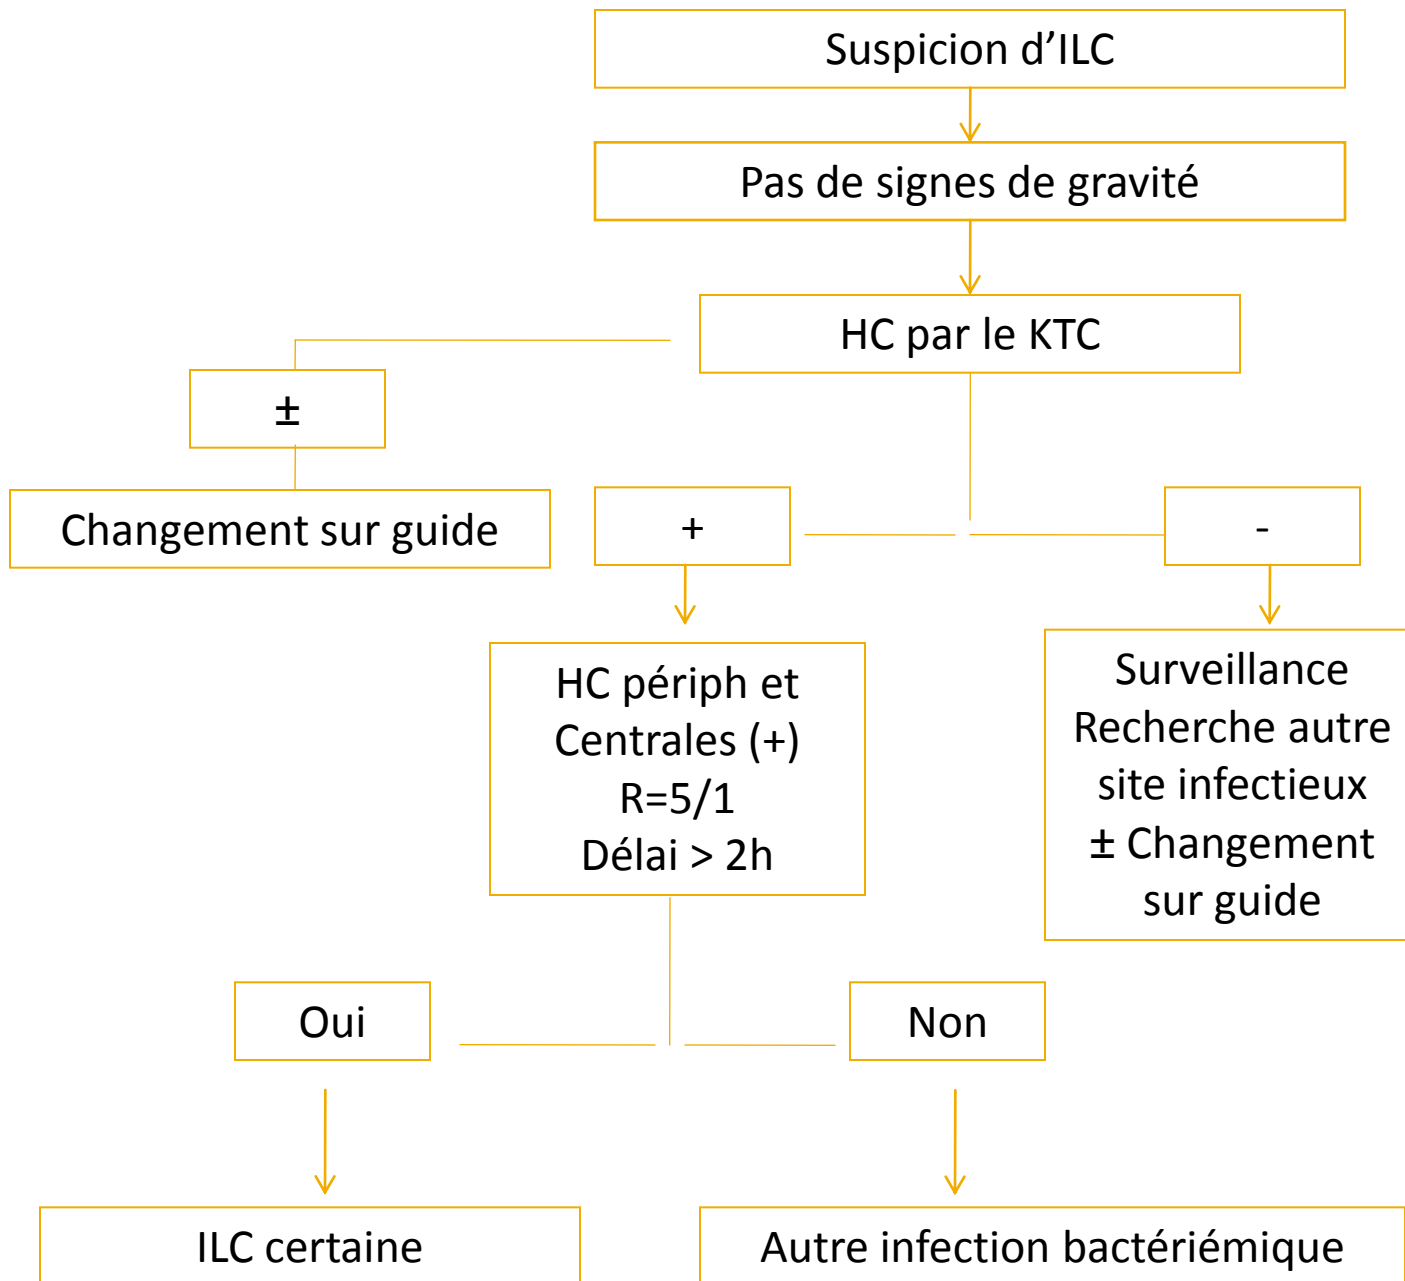 Suspicion d’ILC
Pas de signes de gravité
HC par le KTC
±
Changement sur guide
+
-
HC périph et
Centrales (+)
R=5/1
Délai > 2h
Surveillance
Recherche autre
site infectieux
± Changement
sur guide
Oui
Non
ILC certaine
Autre infection bactériémique